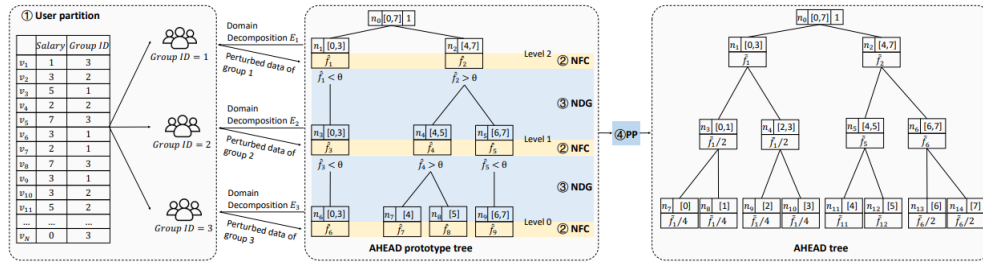 ① User partition
Salary Group ID
v₁ 1 3
v₂ 3 2
v₃ 5 1
v₄ 2 2
v₅ 7 3
v₆ 3 1
v₇ 2 1
v₈ 7 3
v₉ 3 1
v₁₀ 3 2
v₁₁ 5 2
... ... ...
v_N 0 3
Group ID = 1
Group ID = 2
Group ID = 3
Domain
Decomposition E₁
Perturbed data of
group 1
Domain
Decomposition E₂
Perturbed data of
group 2
Domain
Decomposition E₃
Perturbed data of
group 3
n₀ [0,7] 1
n₁ [0,3] n₂ [4,7] Level 2
f̂₁ f̂₂ ② NFC
f̂₁ < θ f̂₂ > θ
③ NDG
n₃ [0,3] n₄ [4,5] n₅ [6,7] Level 1
f̂₃ f̂₄ f̂₅ ② NFC
f̂₃ < θ f̂₄ > θ f̂₅ < θ
③ NDG
n₆ [0,3] n₇ [4] n₈ [5] n₉ [6,7] Level 0
f̂₆ f̂₇ f̂₈ f̂₉ ② NFC
AHEAD prototype tree
④PP
n₀ [0,7] 1
n₁ [0,3] n₂ [4,7]
f̃₁ f̃₂
n₃ [0,1] n₄ [2,3] n₅ [4,5] n₆ [6,7]
f̃₁/2 f̃₁/2 f̃₅ f̃₆
n₇ [0] n₈ [1] n₉ [2] n₁₀ [3] n₁₁ [4] n₁₂ [5] n₁₃ [6] n₁₄ [7]
f̃₁/4 f̃₁/4 f̃₁/4 f̃₁/4 f̃₁₁ f̃₁₂ f̃₆/2 f̃₆/2
AHEAD tree